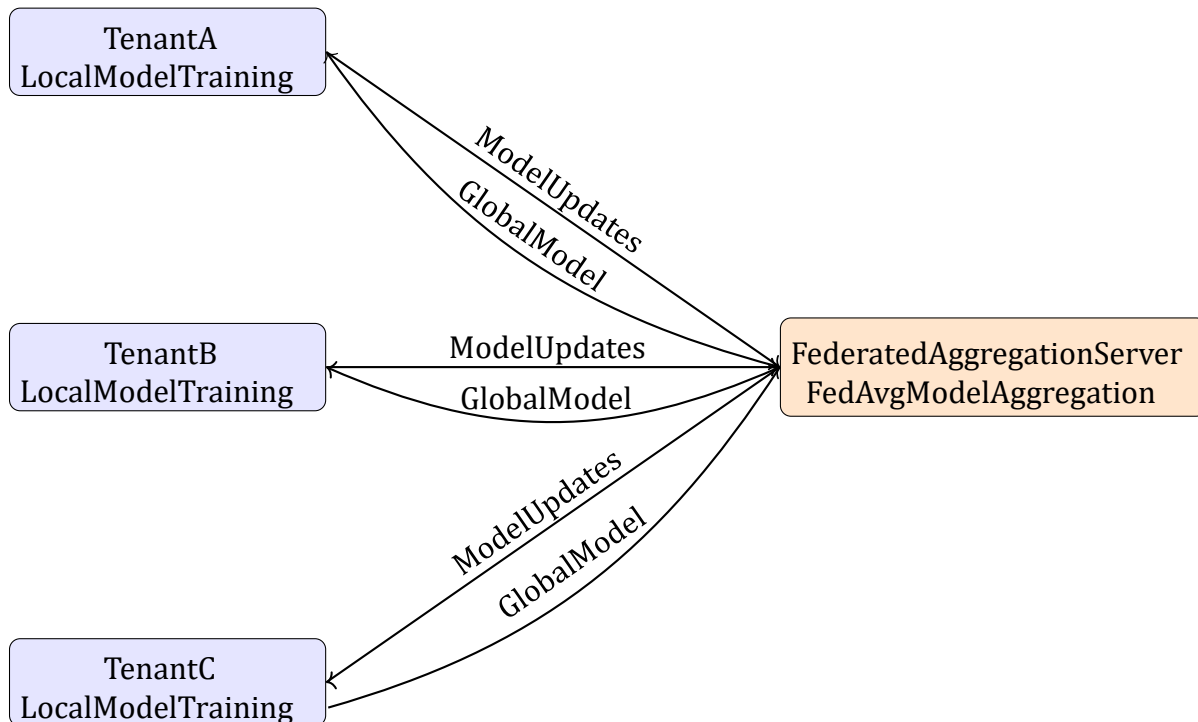 TenantA
LocalModelTraining
ModelUpdates
GlobalModel
TenantB
LocalModelTraining
ModelUpdates
GlobalModel
FederatedAggregationServer
FedAvgModelAggregation
ModelUpdates
GlobalModel
TenantC
LocalModelTraining